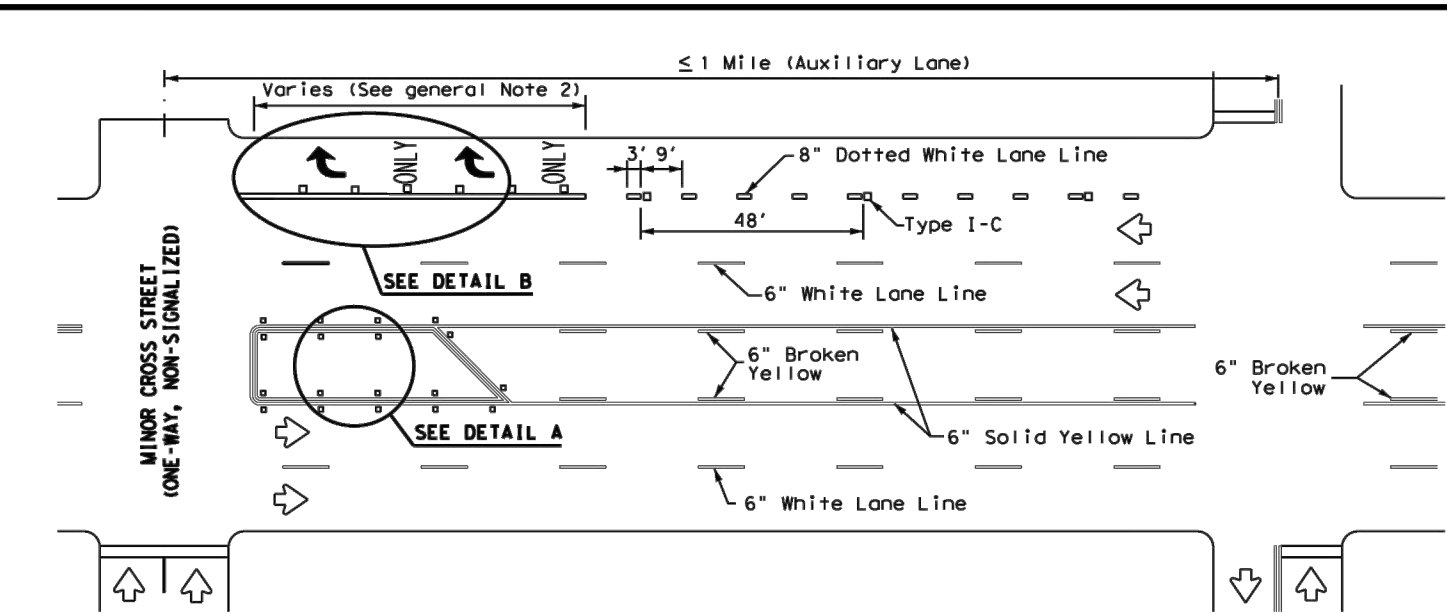 ≤ 1 Mile (Auxiliary Lane)
Varies (See general Note 2)
ONLY
ONLY
3' 9'
8" Dotted White Lane Line
48'
Type I-C
SEE DETAIL B
6" White Lane Line
MINOR CROSS STREET
(ONE-WAY, NON-SIGNALIZED)
6" Broken
Yellow
6" Broken
Yellow
SEE DETAIL A
6" Solid Yellow Line
6" White Lane Line